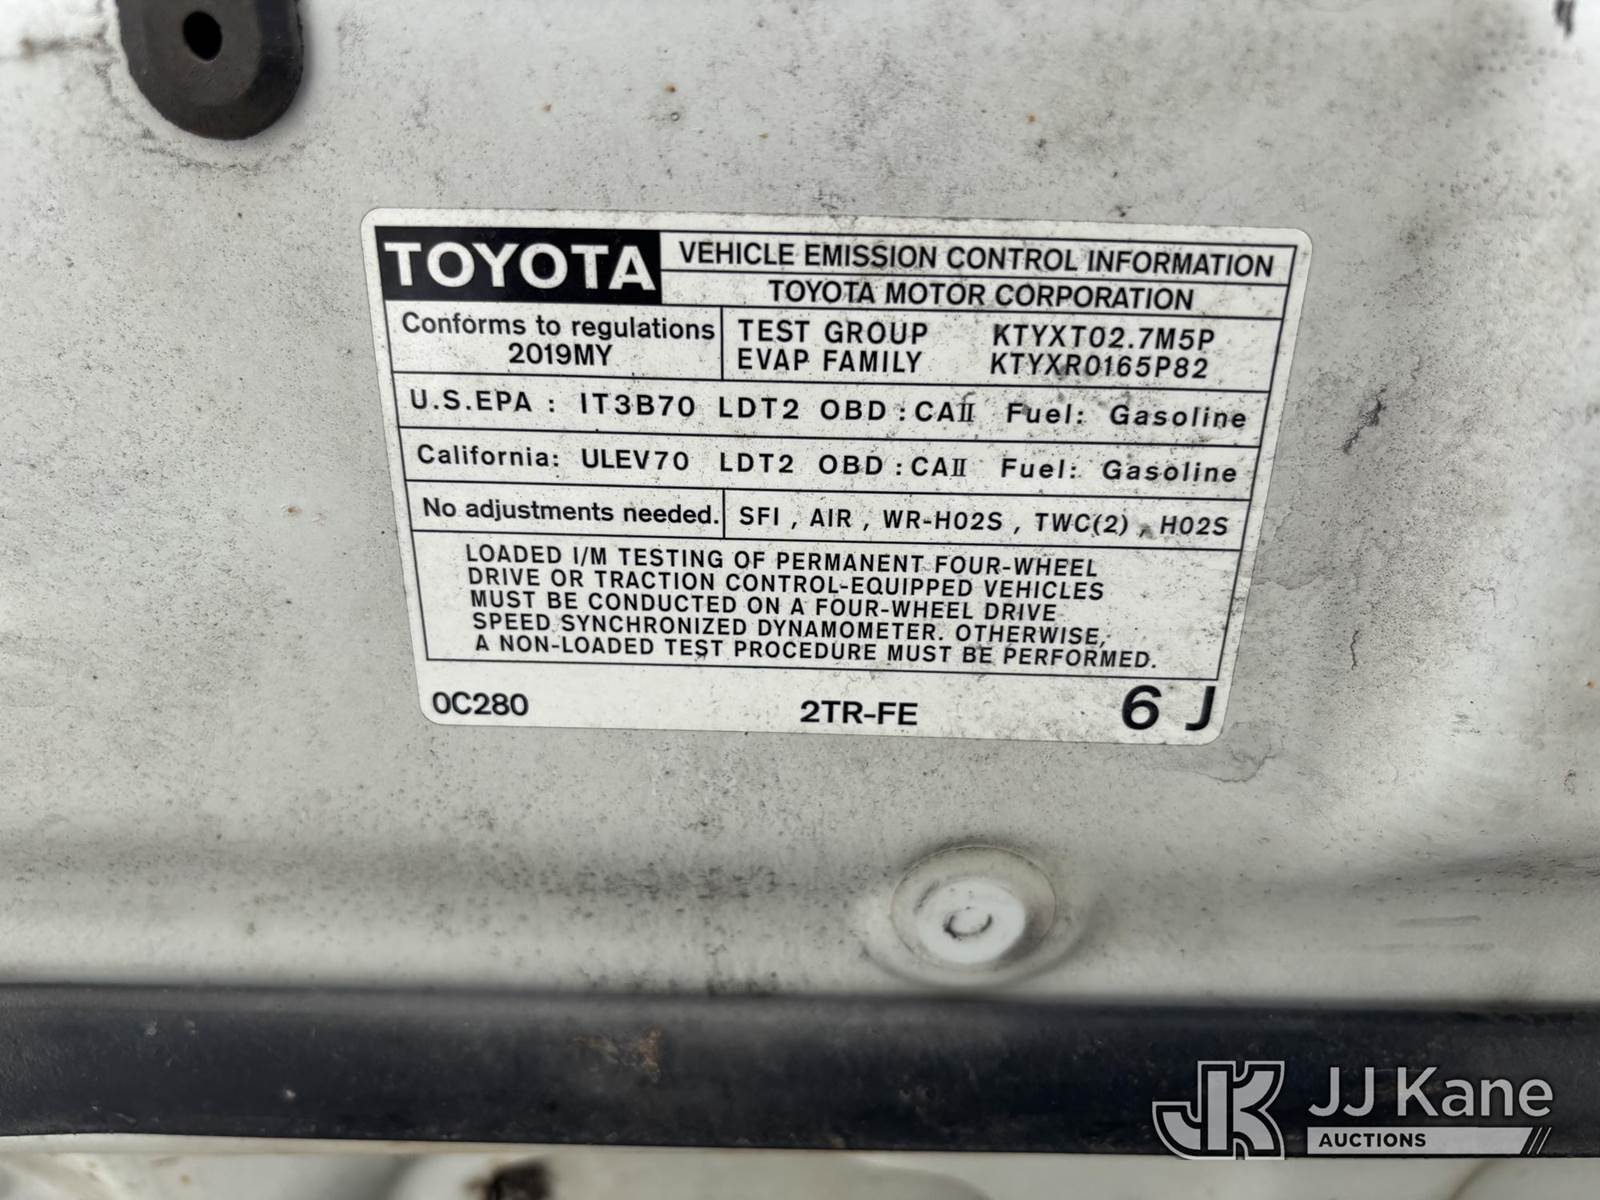 TOYOTA
VEHICLE EMISSION CONTROL INFORMATION
TOYOTA MOTOR CORPORATION
Conforms to regulations
2019MY
TEST GROUP KTYXT02.7M5P
EVAP FAMILY KTYXR0165P82
U.S.EPA : IT3B70 LDT2 OBD : CAⅡ Fuel: Gasoline
California: ULEV70 LDT2 OBD : CAⅡ Fuel: Gasoline
No adjustments needed.
SFI , AIR , WR-HO2S , TWC(2) , HO2S
LOADED I/M TESTING OF PERMANENT FOUR-WHEEL
DRIVE OR TRACTION CONTROL-EQUIPPED VEHICLES
MUST BE CONDUCTED ON A FOUR-WHEEL DRIVE
SPEED SYNCHRONIZED DYNAMOMETER. OTHERWISE,
A NON-LOADED TEST PROCEDURE MUST BE PERFORMED.
0C280 2TR-FE 6 J
JK JJ Kane
AUCTIONS